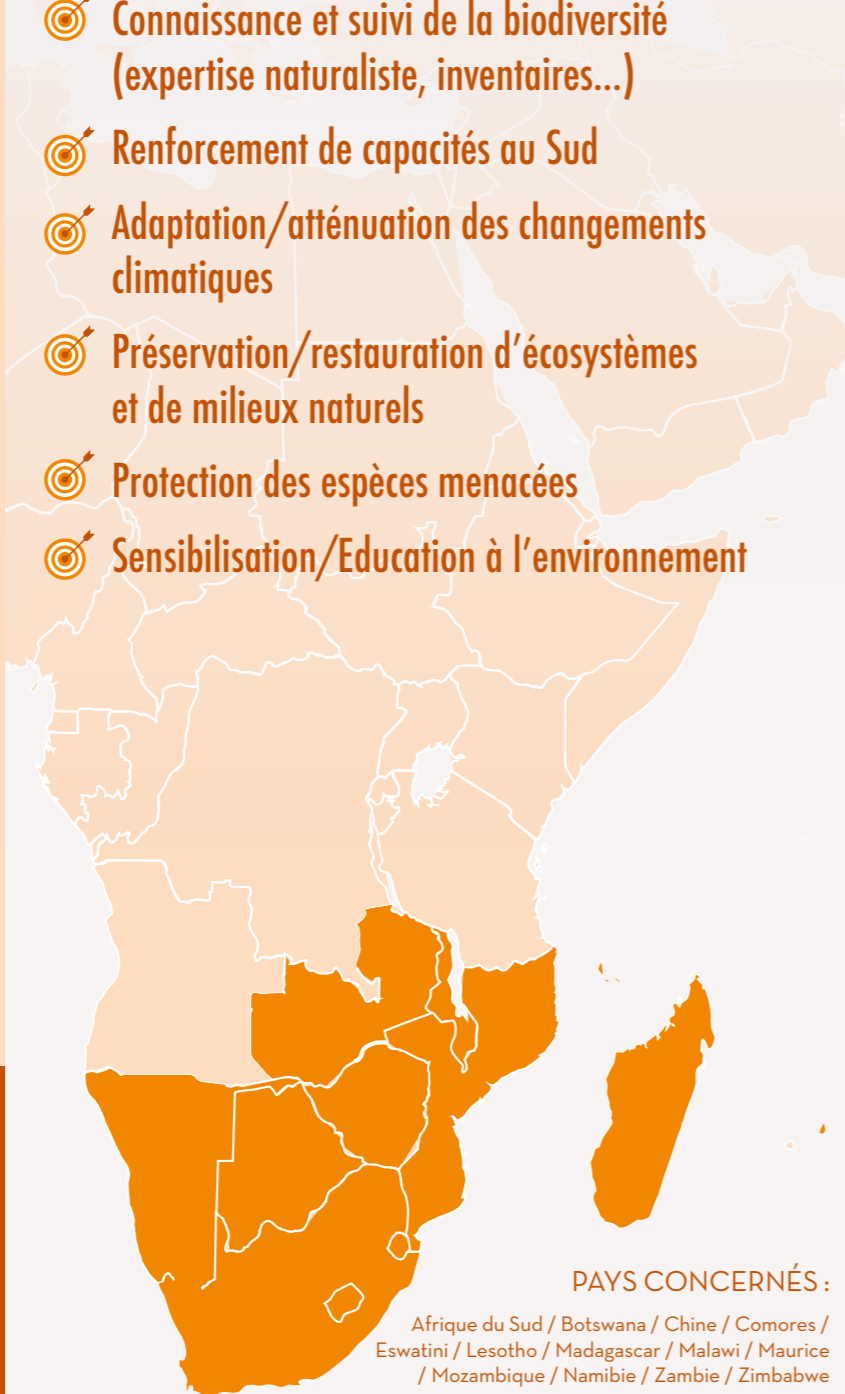 Connaissance et suivi de la biodiversité
(expertise naturaliste, inventaires...)
Renforcement de capacités au Sud
Adaptation/atténuation des changements
climatiques
Préservation/restauration d'écosystèmes
et de milieux naturels
Protection des espèces menacées
Sensibilisation/Education à l'environnement
PAYS CONCERNÉS :
Afrique du Sud / Botswana / Chine / Comores /
Eswatini / Lesotho / Madagascar / Malawi / Maurice
/ Mozambique / Namibie / Zambie / Zimbabwe